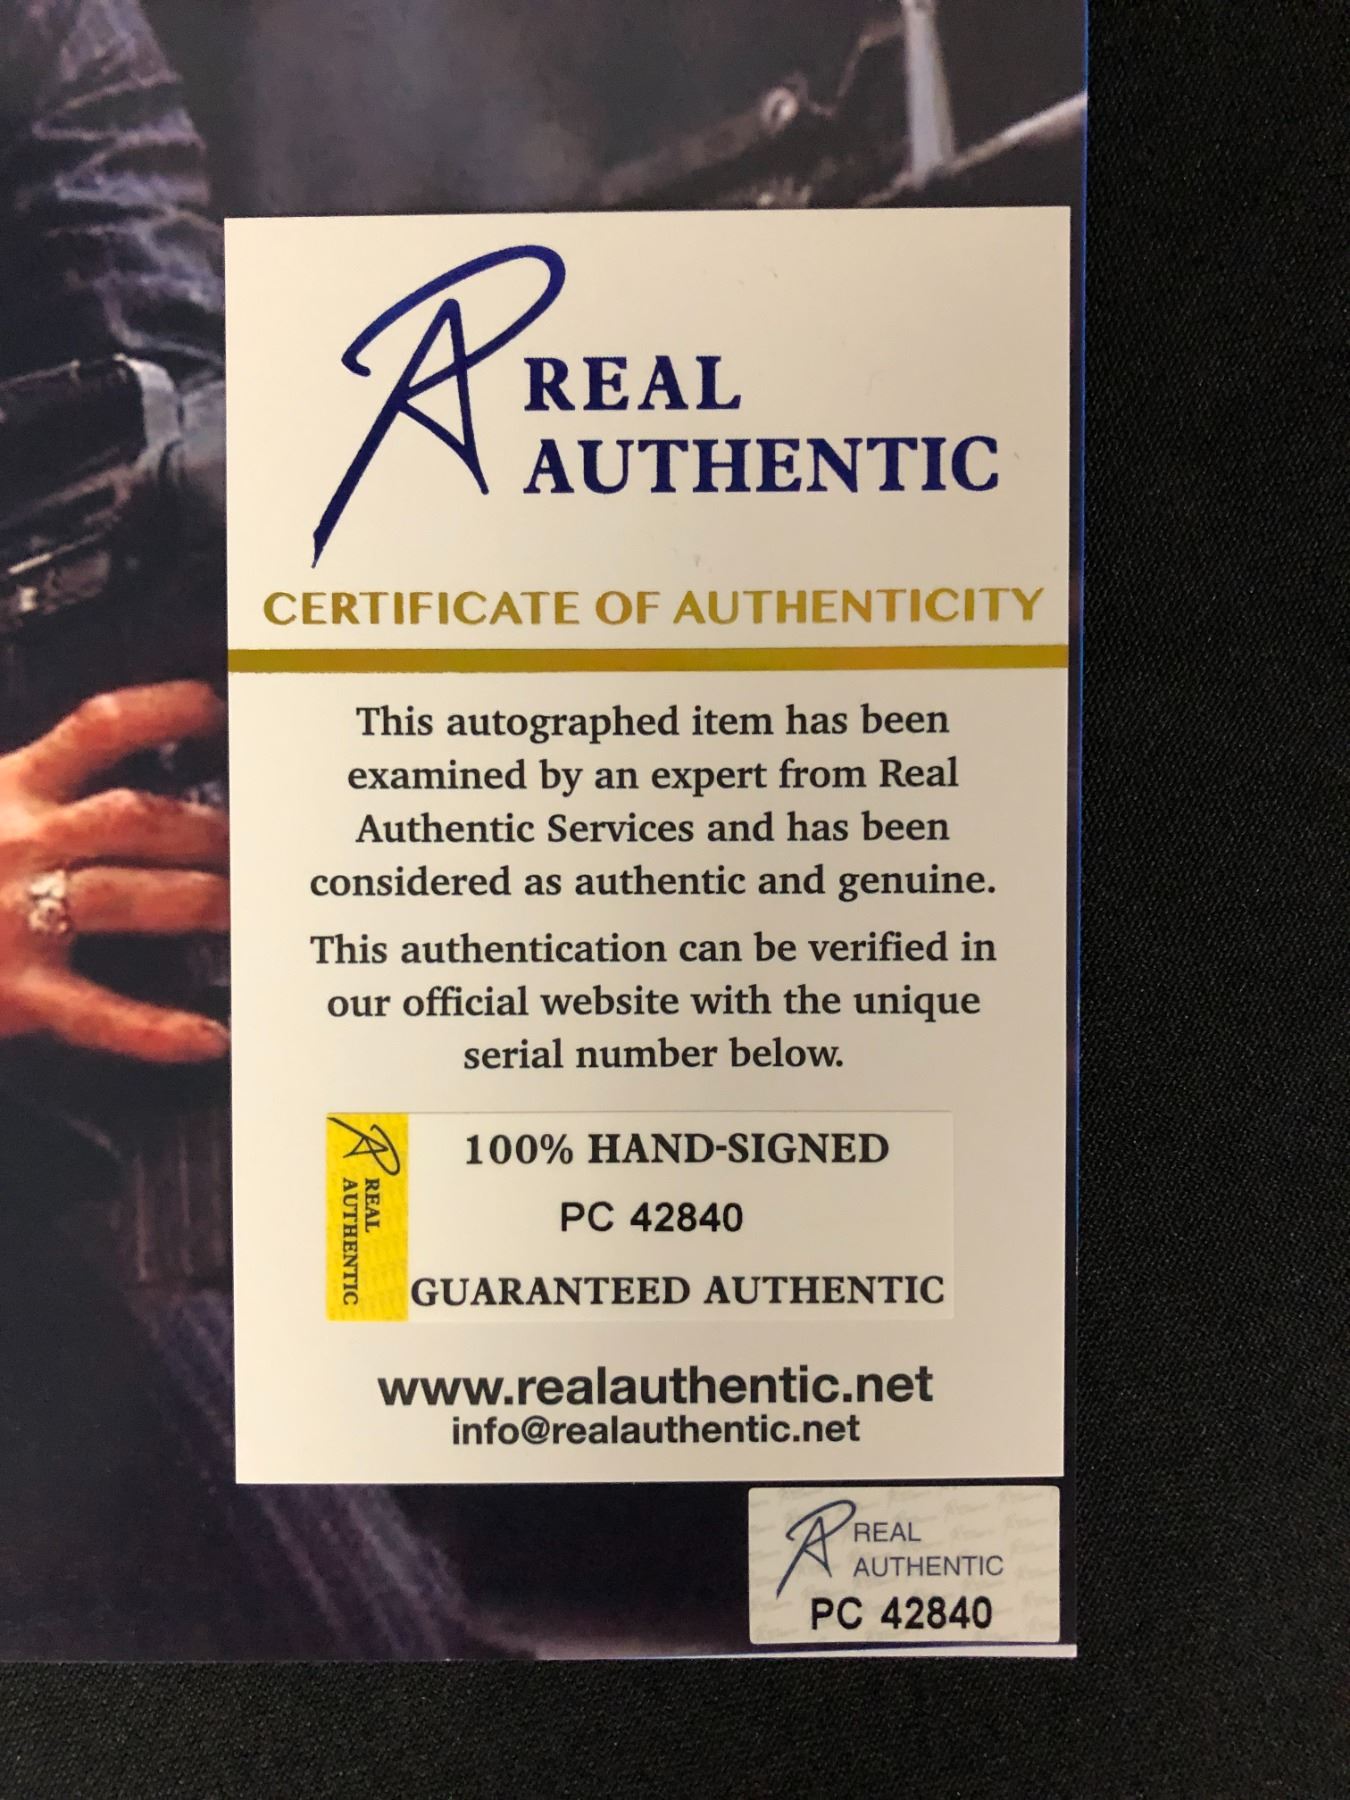 REAL
AUTHENTIC
CERTIFICATE OF AUTHENTICITY
This autographed item has been
examined by an expert from Real
Authentic Services and has been
considered as authentic and genuine.
This authentication can be verified in
our official website with the unique
serial number below.
REAL
AUTHENTIC
100% HAND-SIGNED
PC 42840
GUARANTEED AUTHENTIC
www.realauthentic.net
info@realauthentic.net
REAL
AUTHENTIC
PC 42840